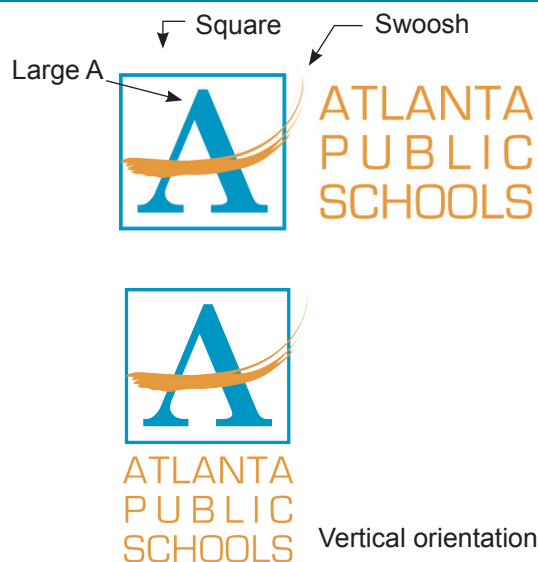 Square
Swoosh
Large A
A
ATLANTA
PUBLIC
SCHOOLS
A
ATLANTA
PUBLIC
SCHOOLS
Vertical orientation